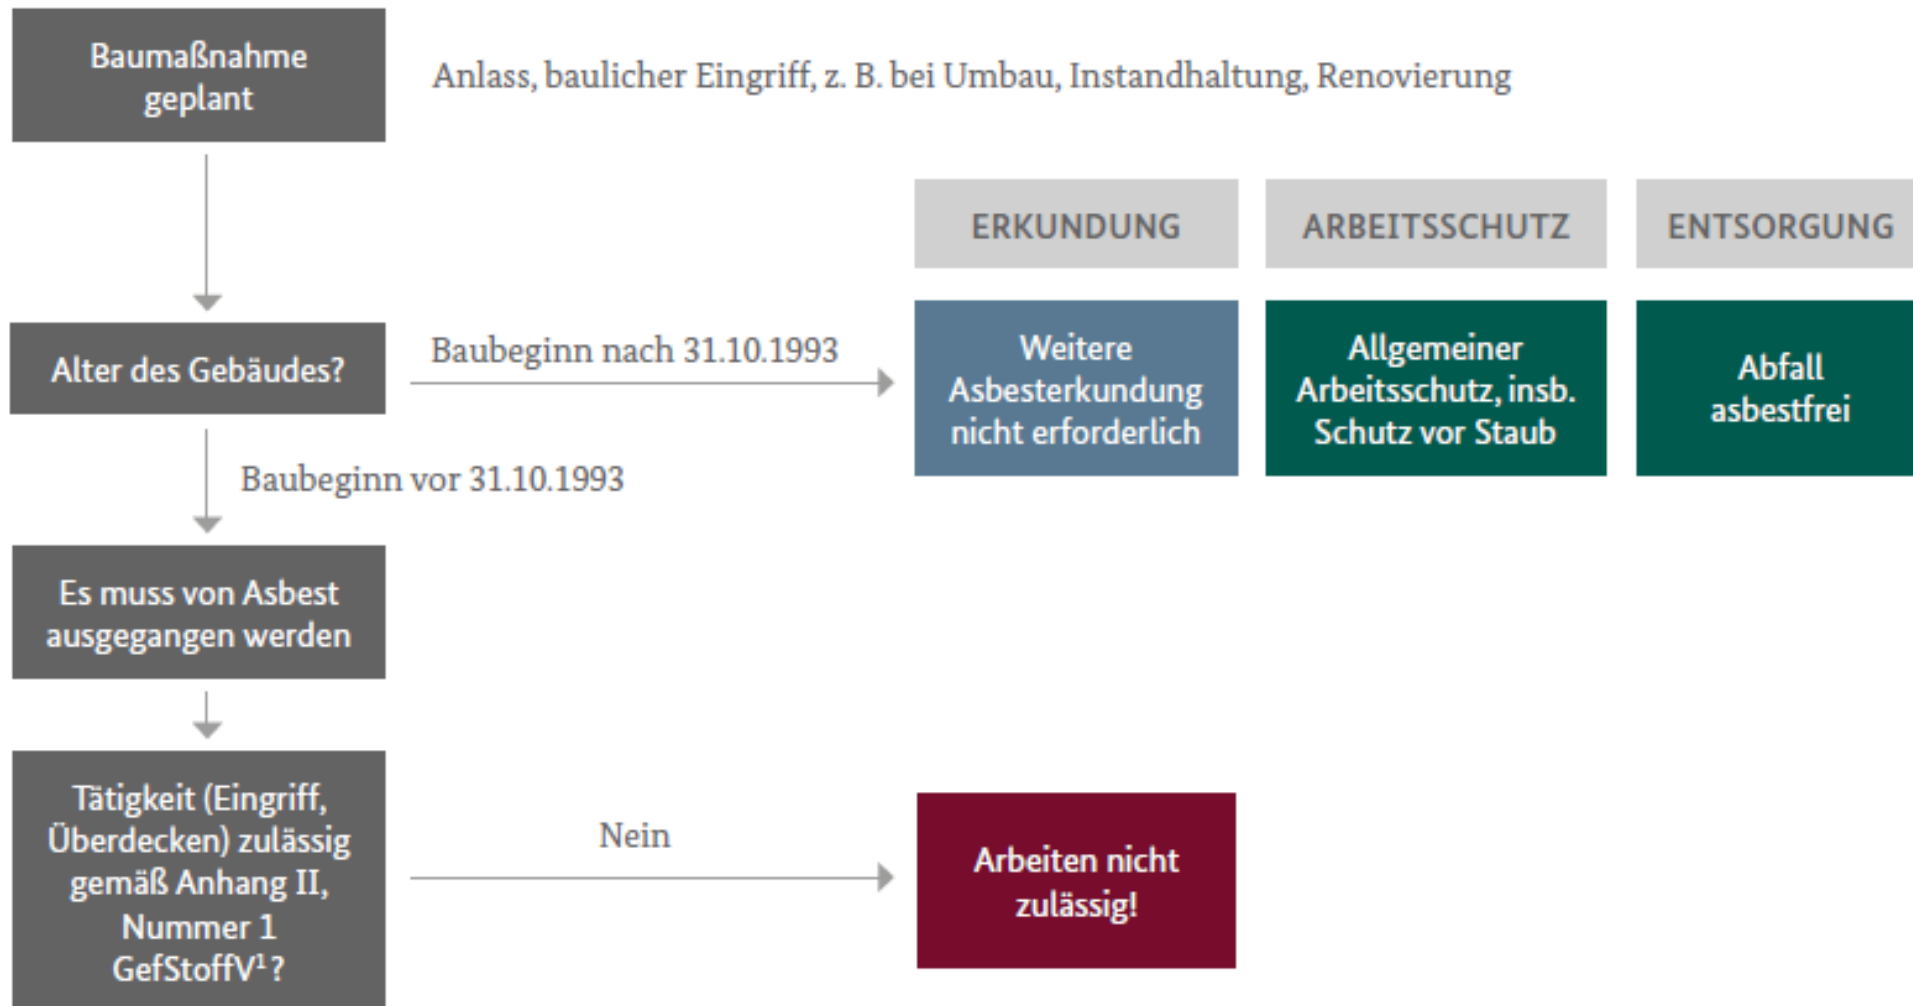 Baumaßnahme
geplant
Anlass, baulicher Eingriff, z. B. bei Umbau, Instandhaltung, Renovierung
ERKUNDUNG
ARBEITSSCHUTZ
ENTSORGUNG
Alter des Gebäudes?
Baubeginn nach 31.10.1993
Weitere
Asbesterkundung
nicht erforderlich
Allgemeiner
Arbeitsschutz, insb.
Schutz vor Staub
Abfall
asbestfrei
Baubeginn vor 31.10.1993
Es muss von Asbest
ausgegangen werden
Tätigkeit (Eingriff,
Überdecken) zulässig
gemäß Anhang II,
Nummer 1
GefStoffV¹?
Nein
Arbeiten nicht
zulässig!